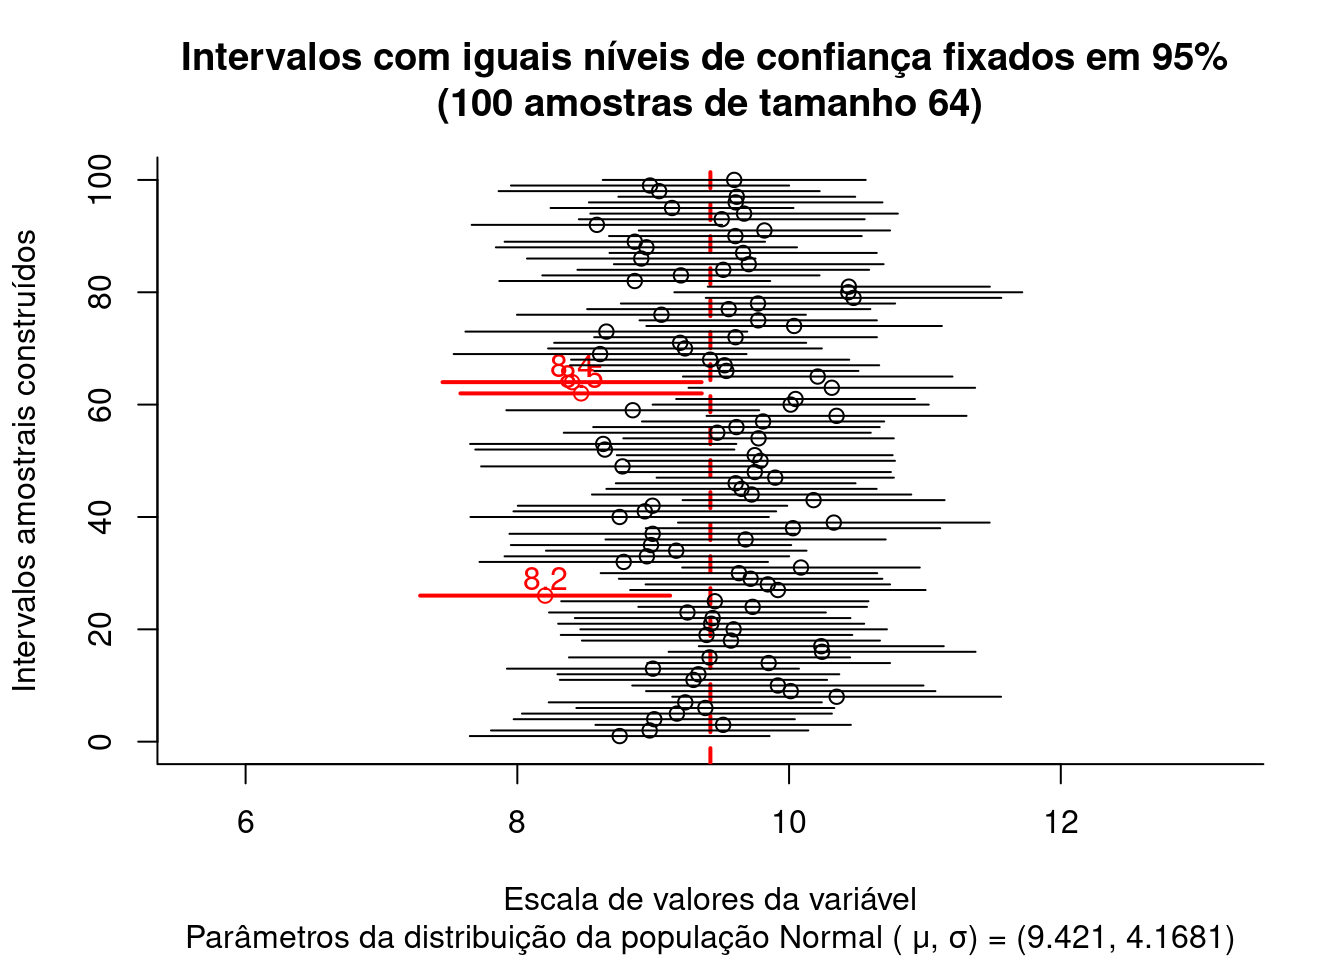 Intervalos com iguais níveis de confiança fixados em 95%
(100 amostras de tamanho 64)
Intervalos amostrais construídos
100
80
60
40
20
0
8.4
8.5
8.2
6
8
10
12
Escala de valores da variável
Parâmetros da distribuição da população Normal ( μ, σ) = (9.421, 4.1681)